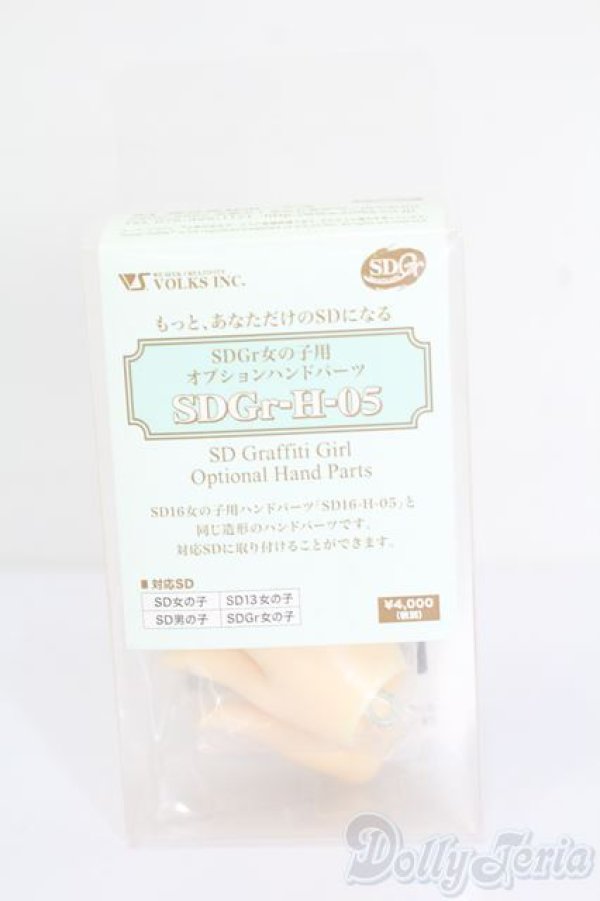 VOLKS INC.
SDGr
もっと、あなただけのSDになる
SDGr女の子用
オプションハンドパーツ
SDGr-H-05
SD Graffiti Girl
Optional Hand Parts
SD16女の子用ハンドパーツ「SD16-H-05」と
同じ造形のハンドパーツです。
対応SDに取り付けることができます。
■ 対応SD
SD女の子 SD13女の子
SD男の子 SDGr女の子
¥4,000
(税別)
DollyTeria